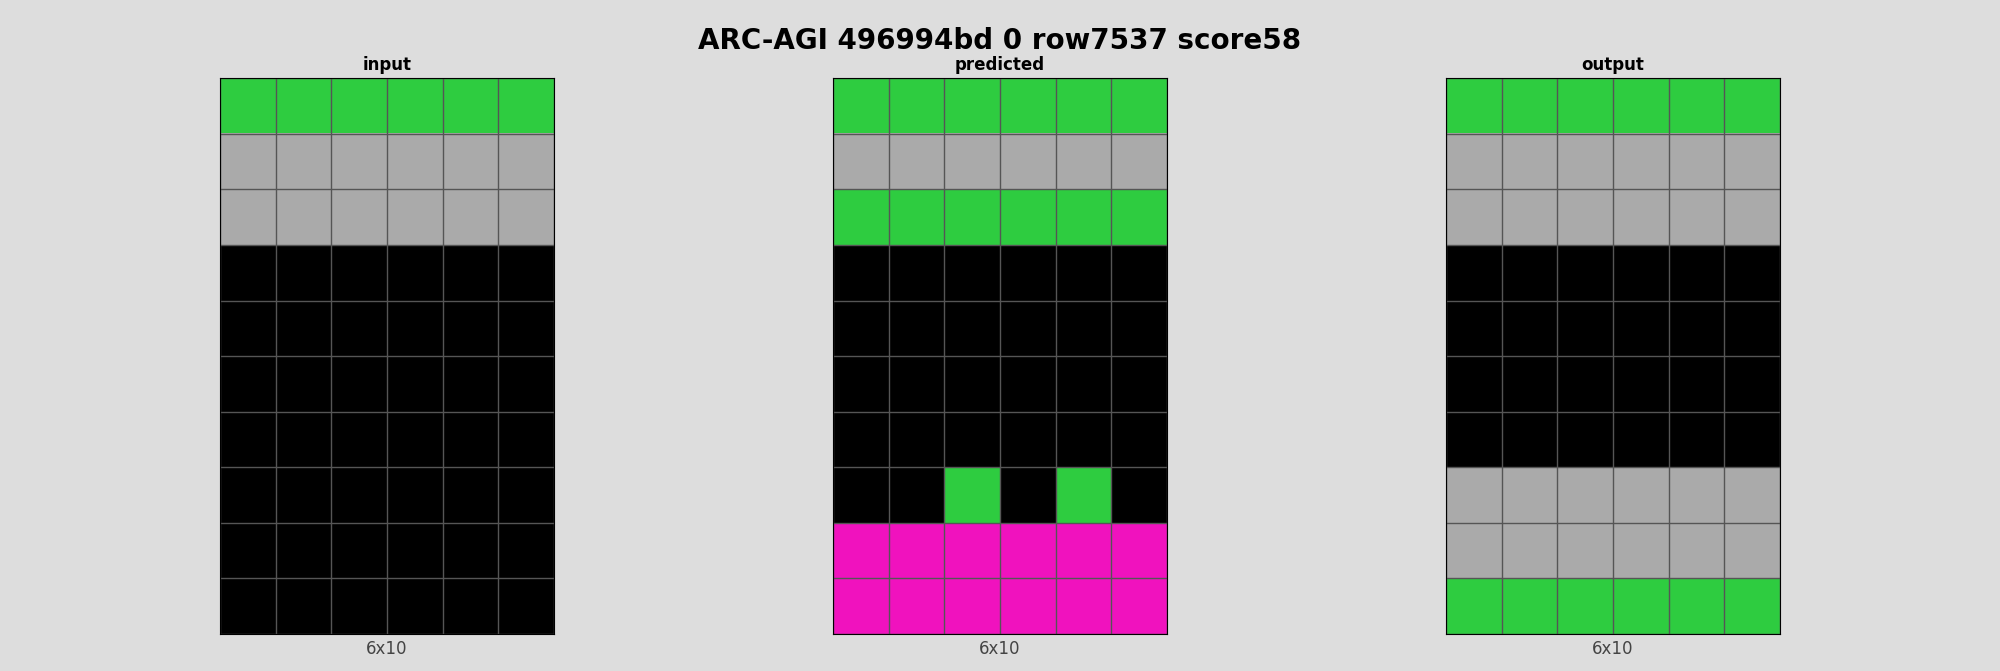 ARC-AGI 496994bd 0 row7537 score58
input
predicted
output
6x10
6x10
6x10